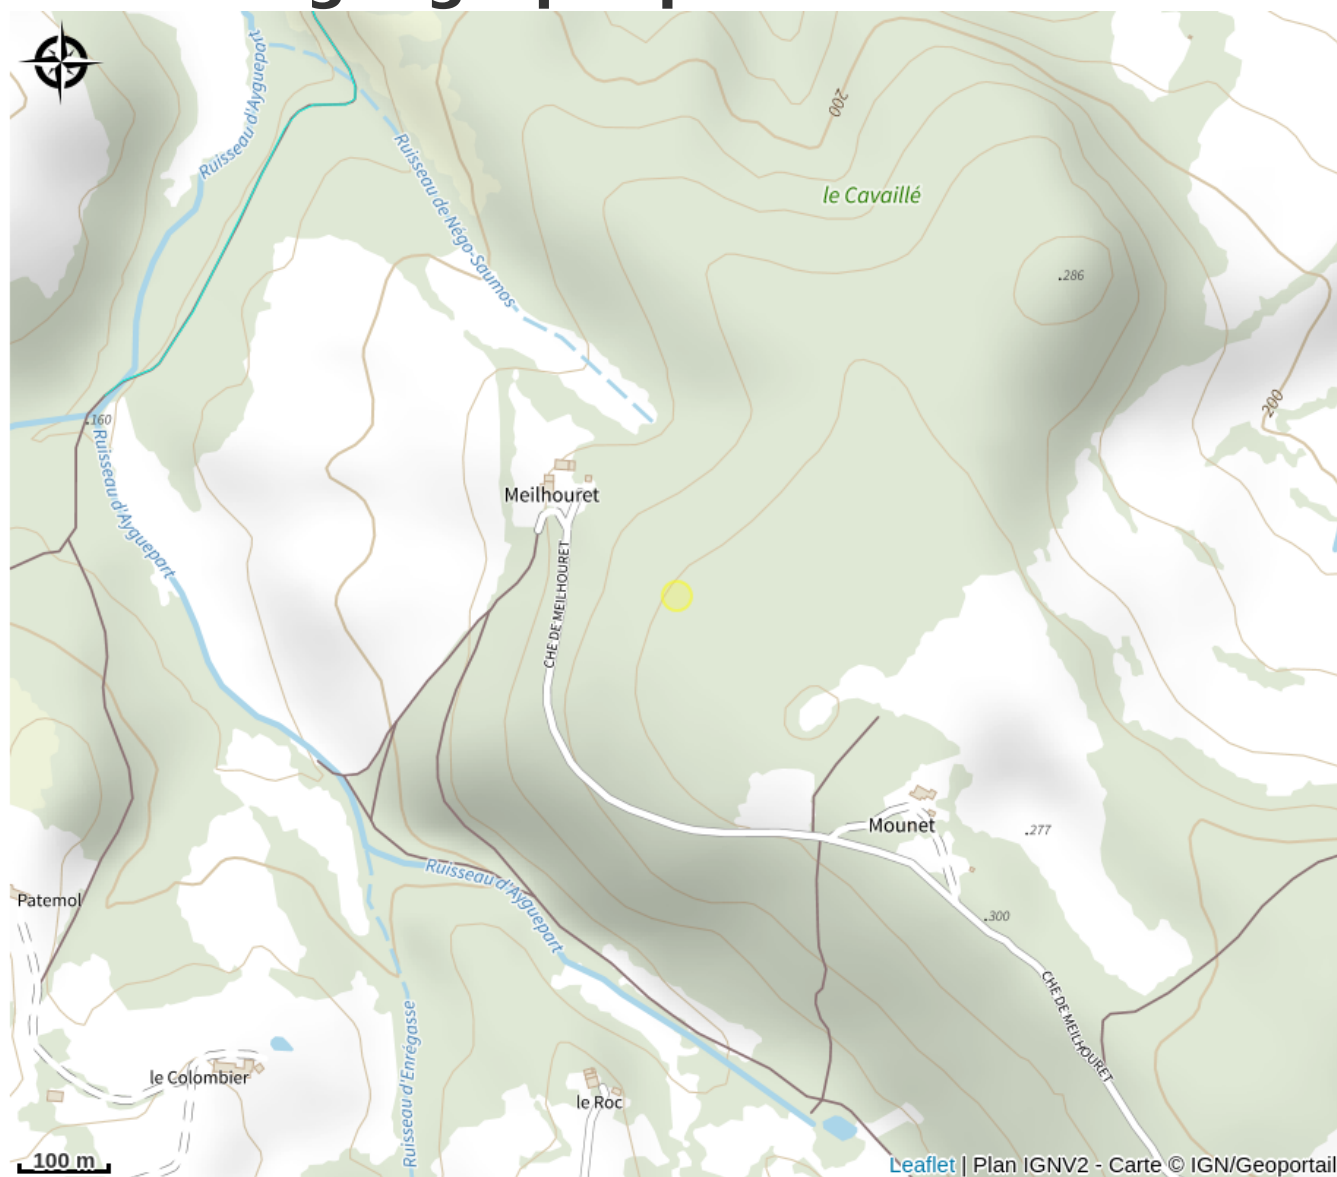 Ruisseau d'Ayguepart
200
Ruisseau de Négo-Saumos
le Cavaillé
.286
200
.160
Ruisseau d'Ayguepart
Meilhouret
CHE DE MEILHOURET
Mounet
.277
Ruisseau d'Ayguepart
Patemol
.300
CHE DE MEILHOURET
Ruisseau d'Enrégasse
le Colombier
le Roc
100 m
Leaflet | Plan IGNV2 - Carte © IGN/Geoportail